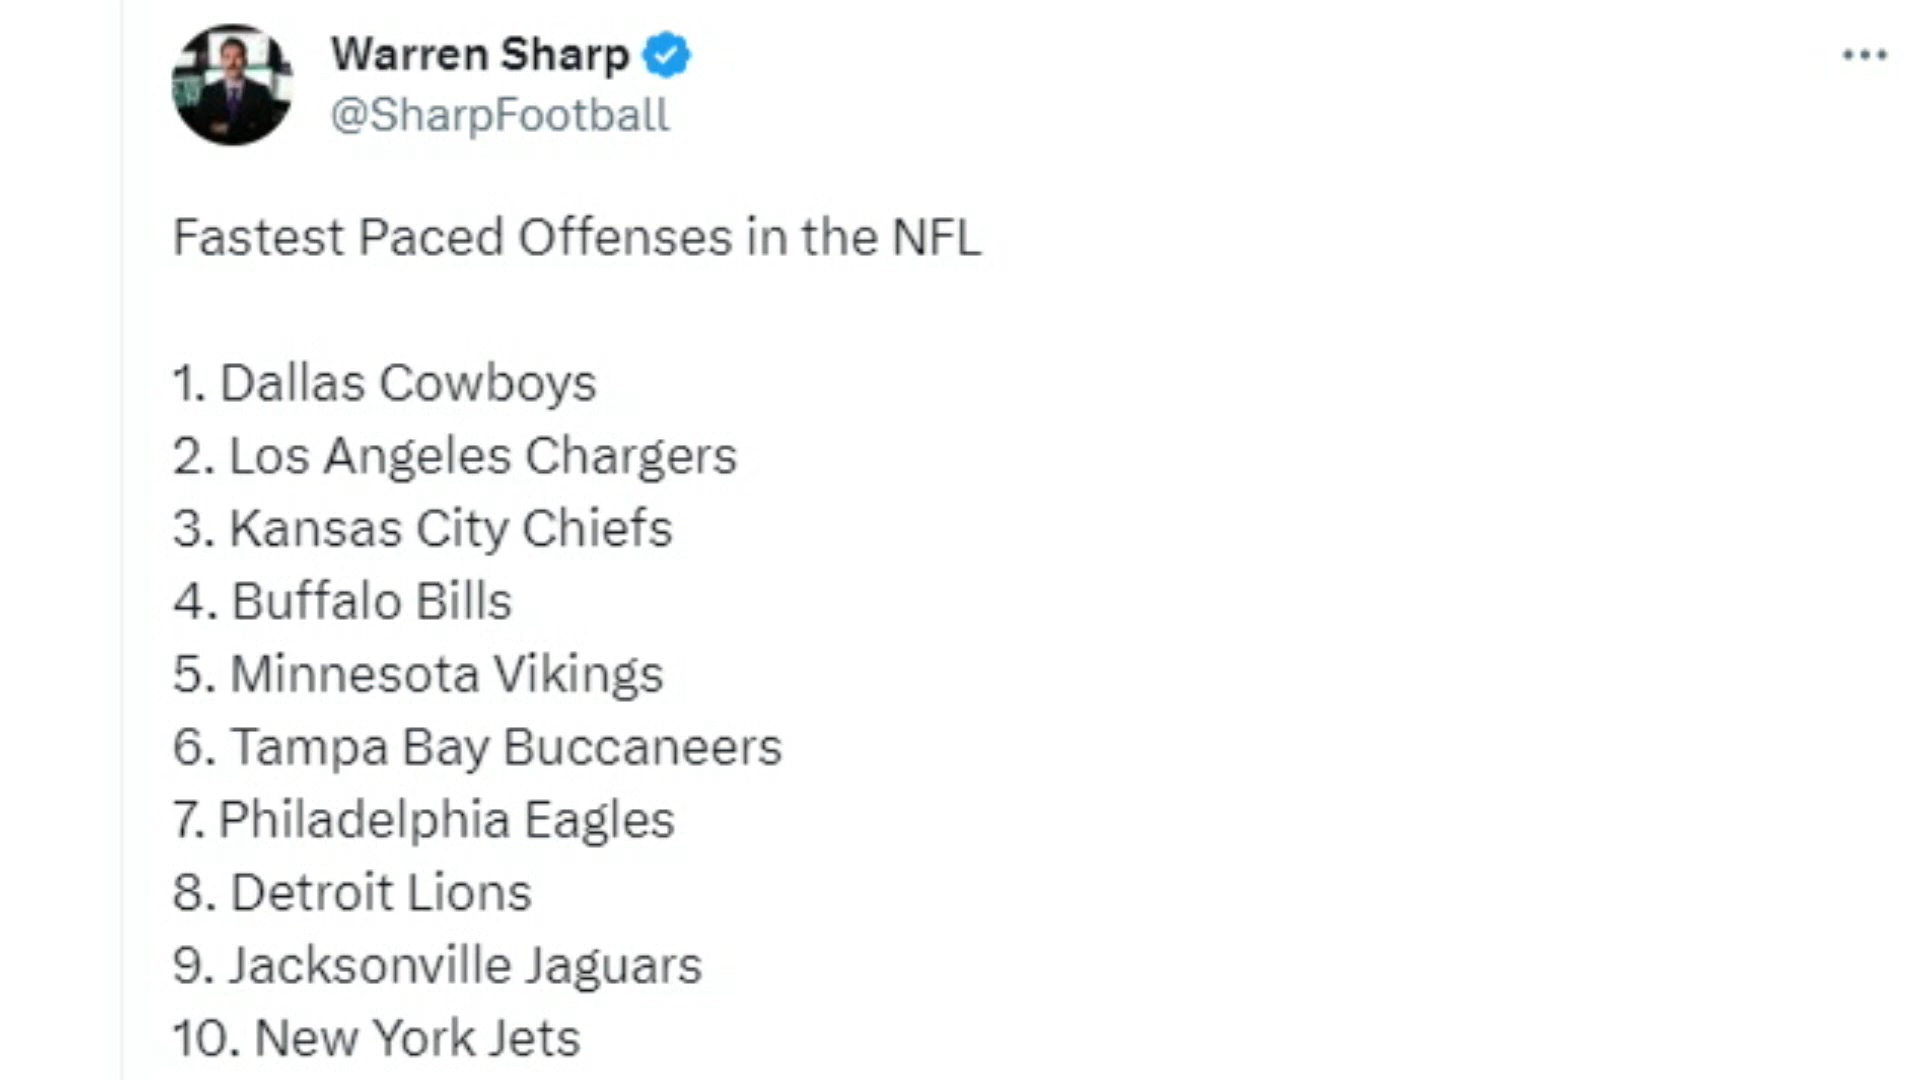 Warren Sharp
@SharpFootball
Fastest Paced Offenses in the NFL
1. Dallas Cowboys
2. Los Angeles Chargers
3. Kansas City Chiefs
4. Buffalo Bills
5. Minnesota Vikings
6. Tampa Bay Buccaneers
7. Philadelphia Eagles
8. Detroit Lions
9. Jacksonville Jaguars
10. New York Jets